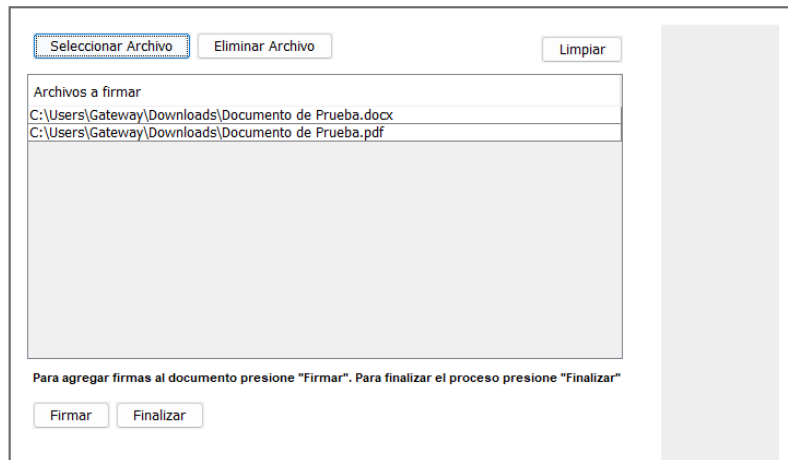 Seleccionar Archivo Eliminar Archivo Limpiar
Archivos a firmar
C:\Users\Gateway\Downloads\Documento de Prueba.docx
C:\Users\Gateway\Downloads\Documento de Prueba.pdf
Para agregar firmas al documento presione "Firmar". Para finalizar el proceso presione "Finalizar"
Firmar Finalizar